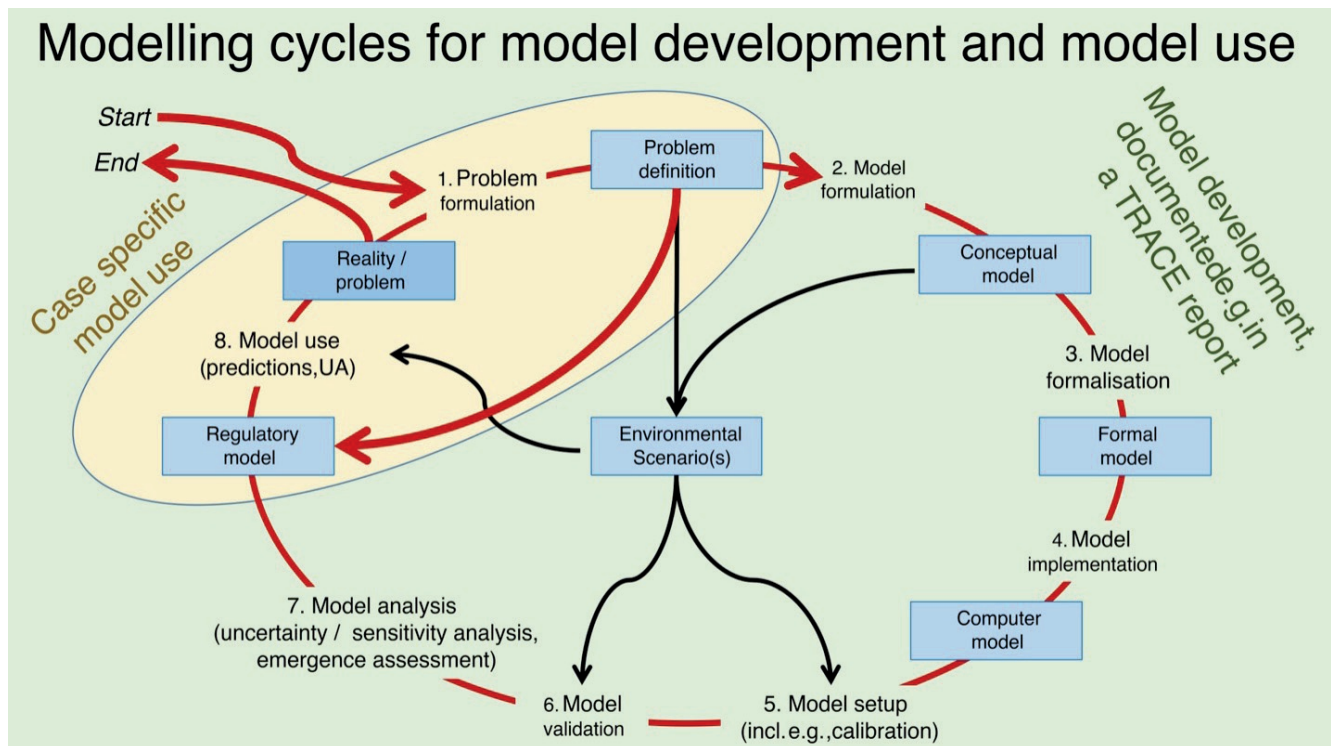 Modelling cycles for model development and model use
Start
End
Case specific
model use
1. Problem
formulation
Problem
definition
2. Model
formulation
Model development,
documentede.g.in
a TRACE report
Reality /
problem
Conceptual
model
8. Model use
(predictions,UA)
3. Model
formalisation
Regulatory
model
Environmental
Scenario(s)
Formal
model
4. Model
implementation
7. Model analysis
(uncertainty / sensitivity analysis,
emergence assessment)
Computer
model
6. Model
validation
5. Model setup
(incl.e.g.,calibration)